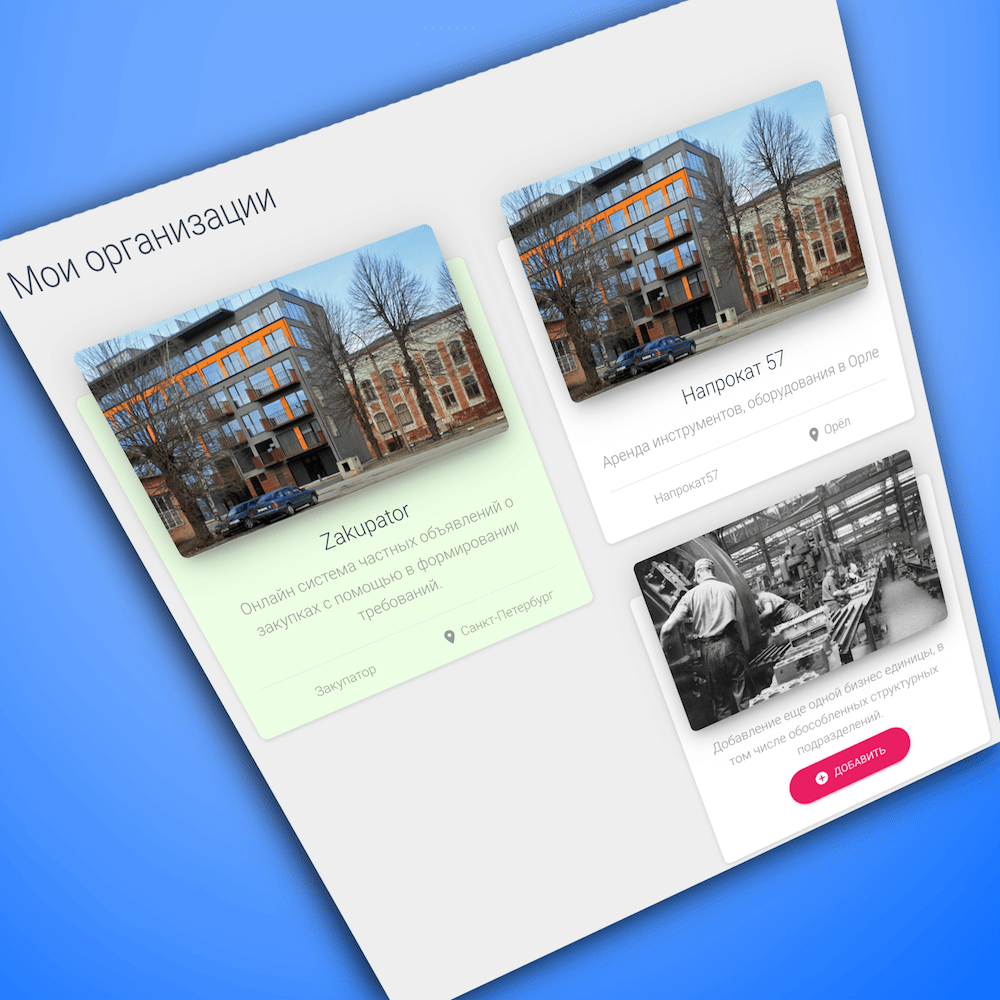 Мои организации
Zakupator
Онлайн система частных объявлений о
закупках с помощью в формировании
требований.
Закупатор
Санкт-Петербург
Напрокат 57
Аренда инструментов, оборудования в Орле
Напрокат57
Орёл
Добавление еще одной бизнес единицы, в
том числе обособленных структурных
подразделений.
ДОБАВИТЬ